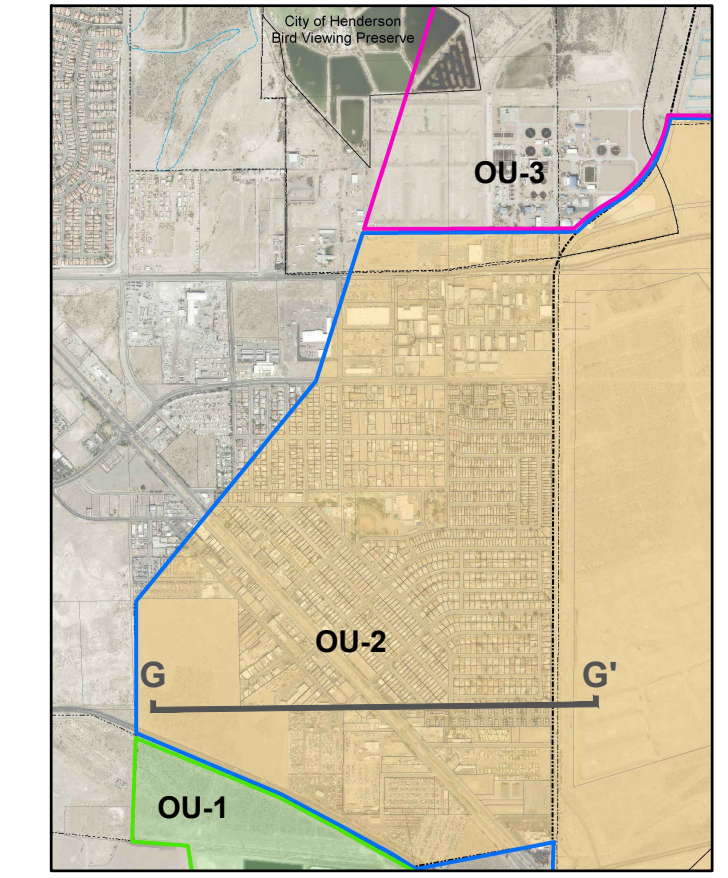 City of Henderson
Bird Viewing Preserve
OU-3
OU-2
G
G'
OU-1